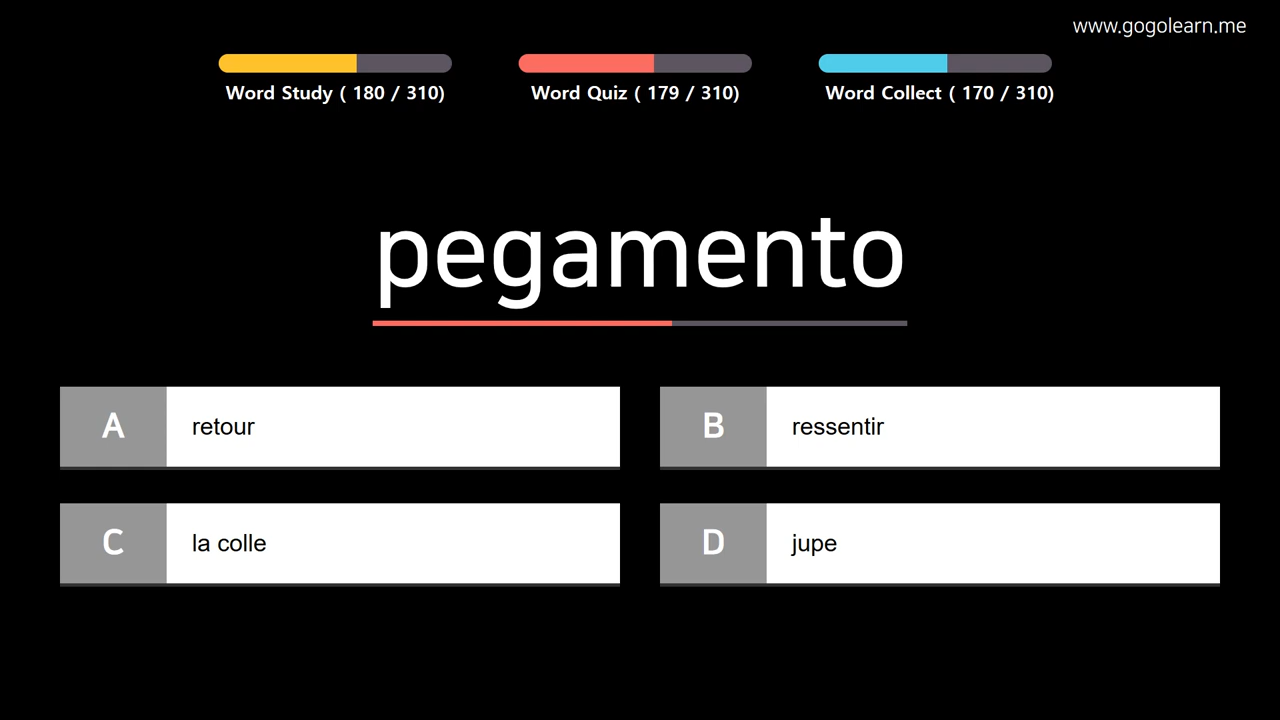 www.gogolearn.me
Word Study ( 180 / 310)
Word Quiz ( 179 / 310)
Word Collect ( 170 / 310)
pegamento
A retour
B ressentir
C la colle
D jupe